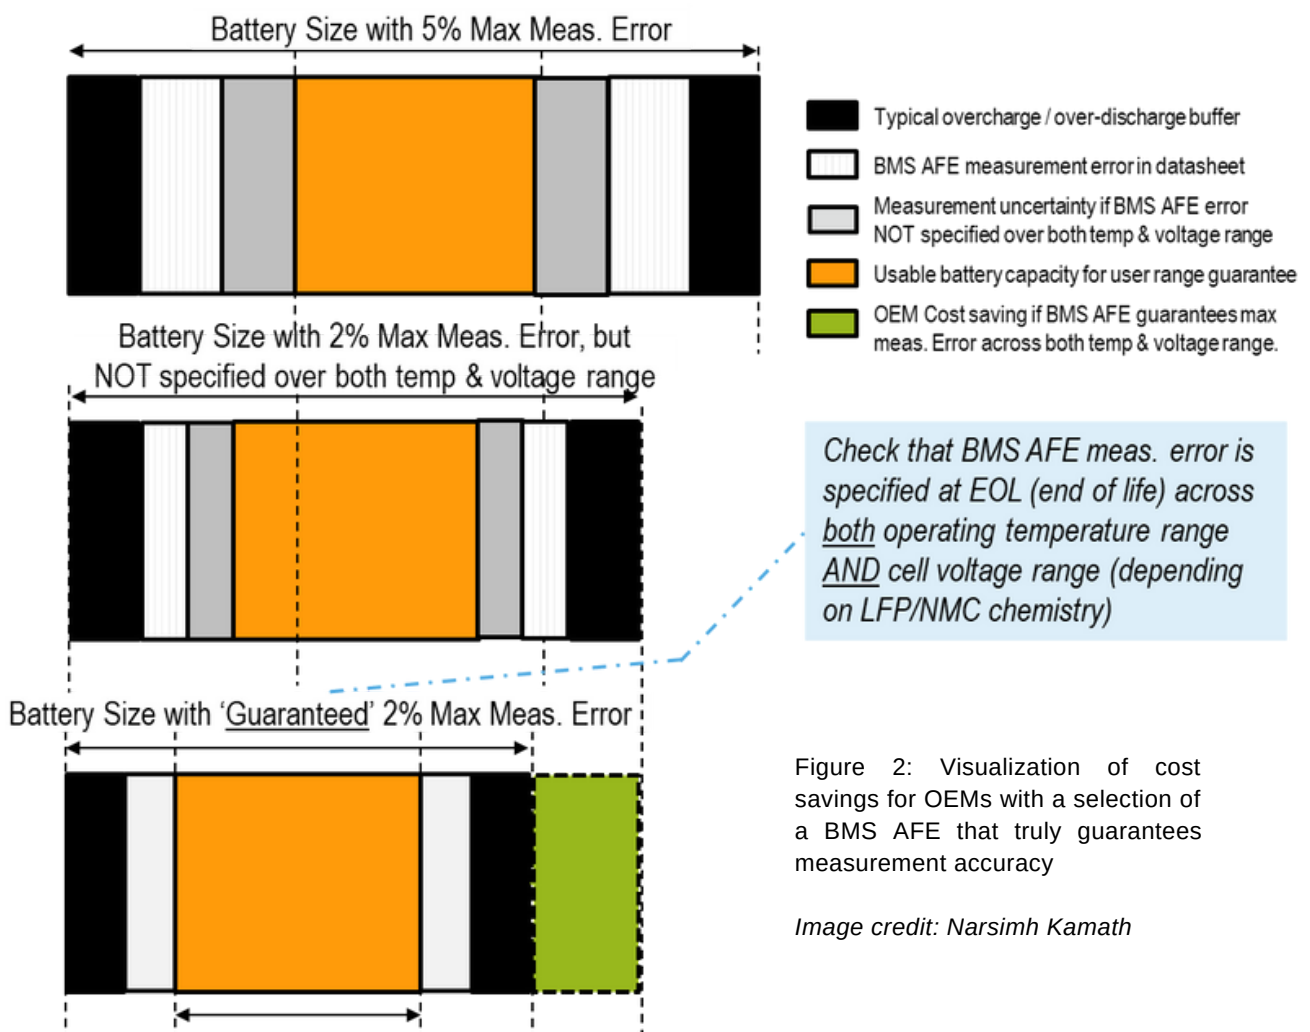 Battery Size with 5% Max Meas. Error
Typical overcharge / over-discharge buffer
BMS AFE measurement error in datasheet
Measurement uncertainty if BMS AFE error
NOT specified over both temp & voltage range
Usable battery capacity for user range guarantee
OEM Cost saving if BMS AFE guarantees max
meas. Error across both temp & voltage range.
Battery Size with 2% Max Meas. Error, but
NOT specified over both temp & voltage range
Check that BMS AFE meas. error is
specified at EOL (end of life) across
both operating temperature range
AND cell voltage range (depending
on LFP/NMC chemistry)
Battery Size with ‘Guaranteed’ 2% Max Meas. Error
Figure 2: Visualization of cost
savings for OEMs with a selection of
a BMS AFE that truly guarantees
measurement accuracy
Image credit: Narsimh Kamath